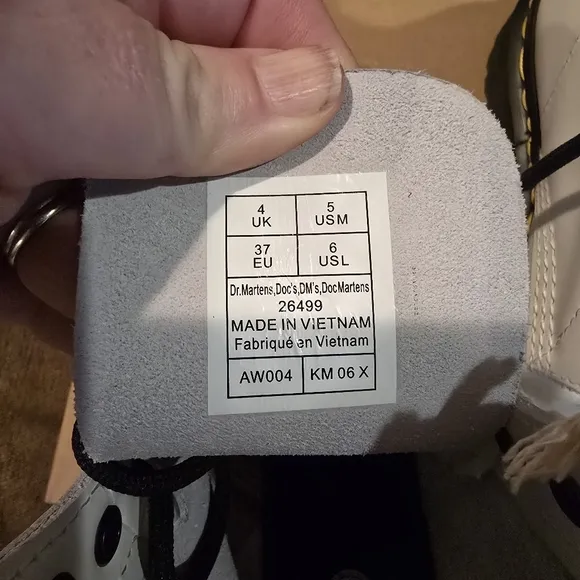 4 5
UK USM
37 6
EU USL
Dr.Martens,Doc's,DM's,DocMartens
26499
MADE IN VIETNAM
Fabriqué en Vietnam
AW004 KM 06 X